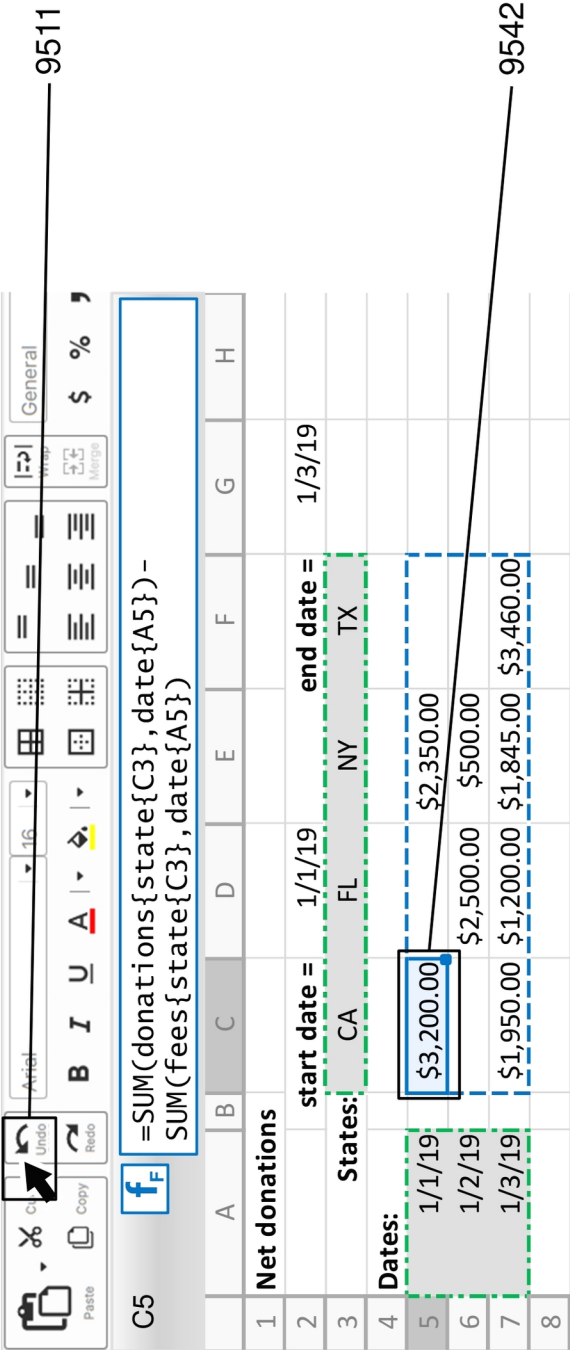 9511
Cu
Undo
Arial
16
Wrap
General
Paste
Copy
Redo
B I U A
Merge
$ % ,
C5
fF
=SUM(donations{state{C3},date{A5})-
SUM(fees{state{C3},date{A5})
A B C D E F G H
1 Net donations
2 start date = 1/1/19 end date = 1/3/19
3 States: CA FL NY TX
4 Dates:
5 1/1/19 $3,200.00 $2,350.00
6 1/2/19 $2,500.00 $500.00
7 1/3/19 $1,950.00 $1,200.00 $1,845.00 $3,460.00
8
9542